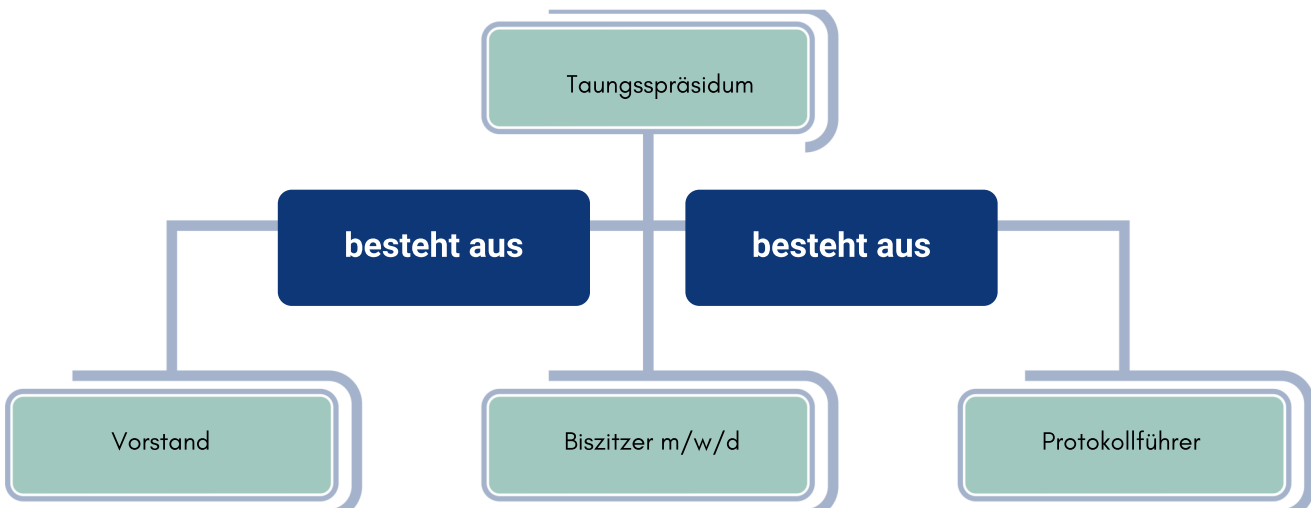 Taungsspräsidum
besteht aus
besteht aus
Vorstand
Biszitzer m/w/d
Protokollführer